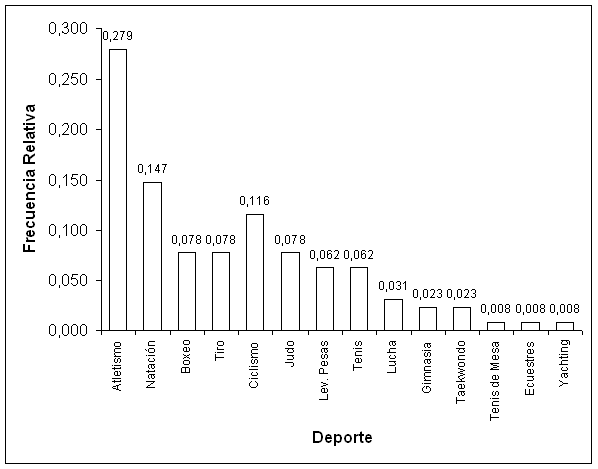 Frecuencia Relativa
0,300
0,250
0,200
0,150
0,100
0,050
0,000
0,279
0,147
0,078
0,078
0,116
0,078
0,062
0,062
0,031
0,023
0,023
0,008
0,008
0,008
Atletismo
Natación
Boxeo
Tiro
Ciclismo
Judo
Lev. Pesas
Tenis
Lucha
Gimnasia
Taekwondo
Tenis de Mesa
Ecuestres
Yachting
Deporte